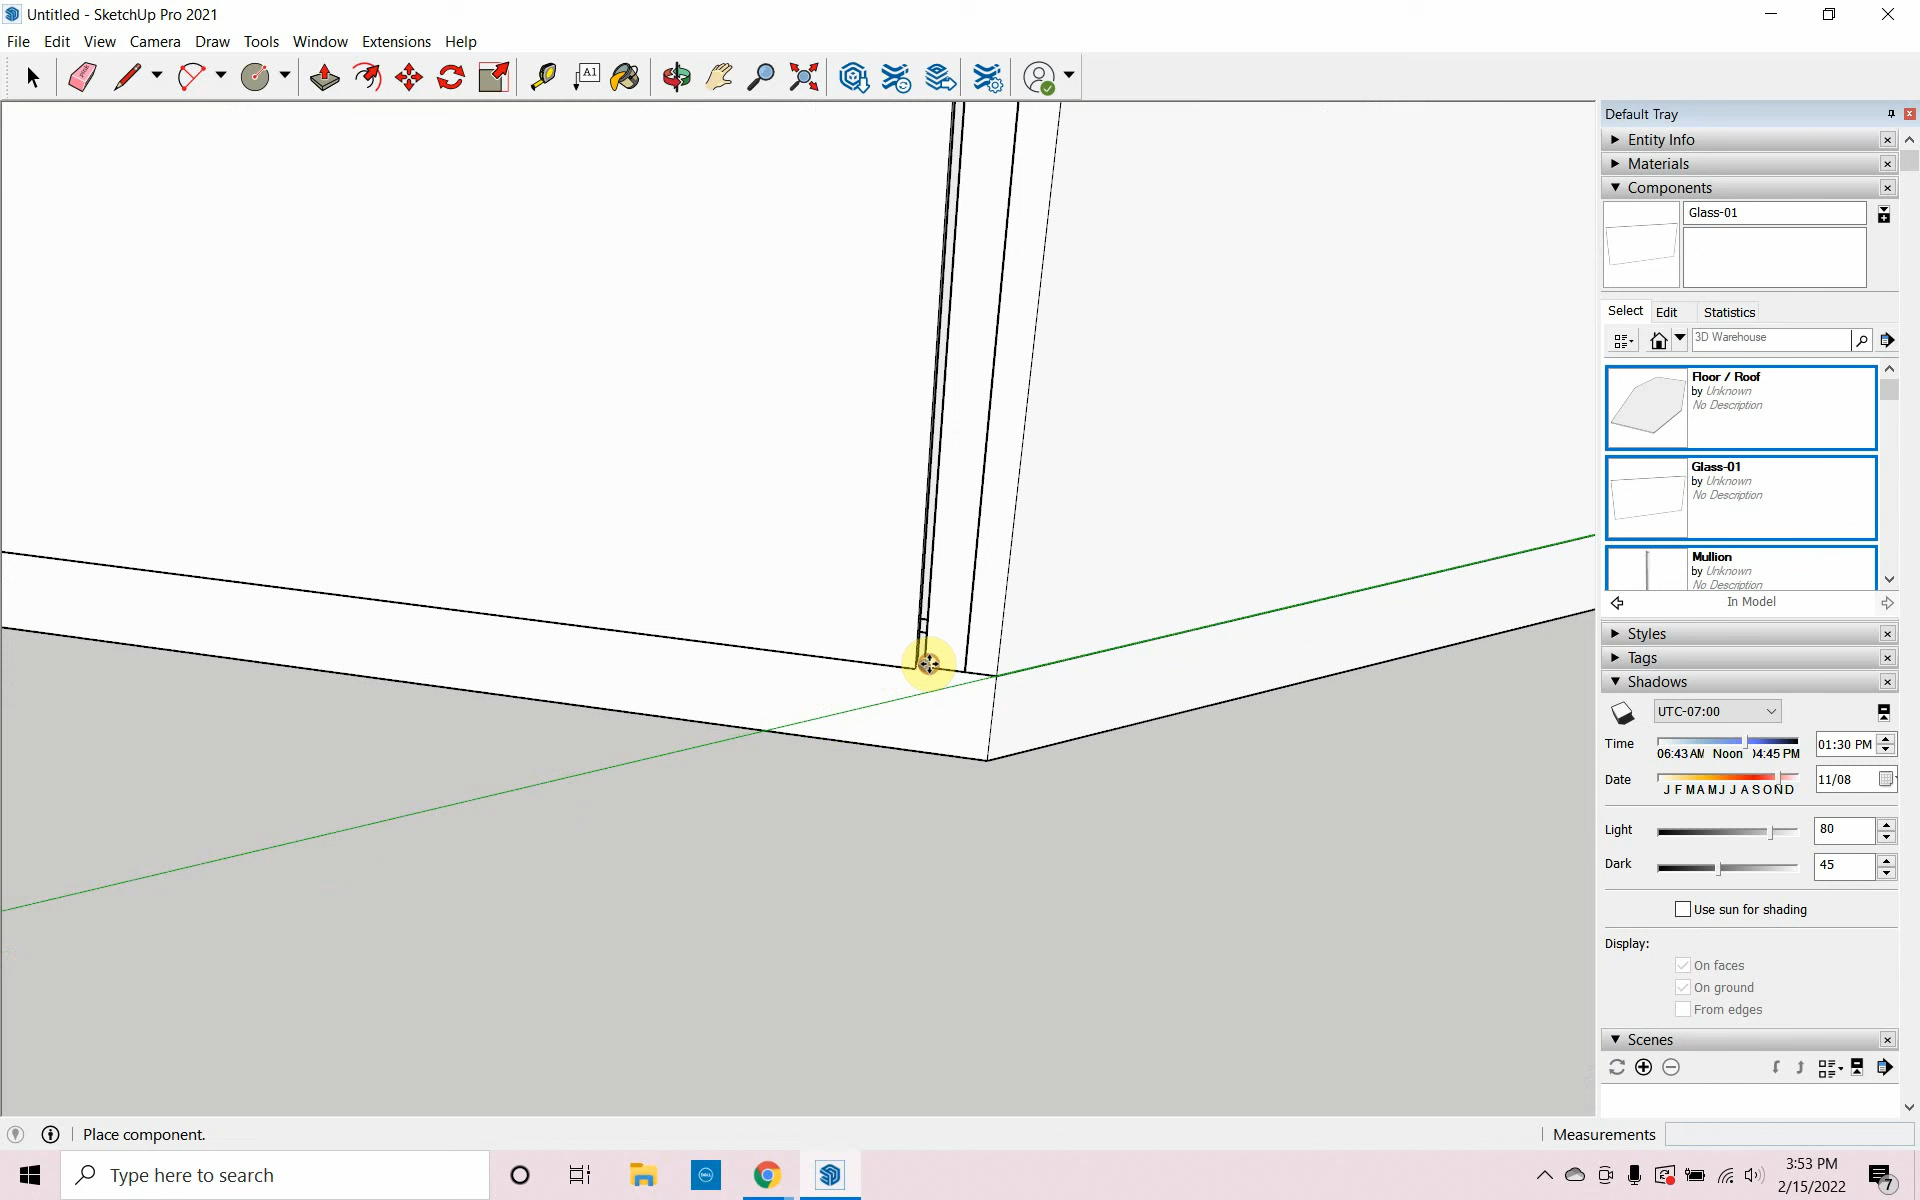 Untitled - SketchUp Pro 2021
File Edit View Camera Draw Tools Window Extensions Help
A1
Default Tray
Entity Info
Materials
Components
Glass-01
Select Edit Statistics
3D Warehouse
Floor / Roof
by Unknown
No Description
Glass-01
by Unknown
No Description
Mullion
by Unknown
No Description
In Model
Styles
Tags
Shadows
UTC-07:00
Time 01:30 PM
06:43 AM Noon 04:45 PM
Date 11/08
J F M A M J J A S O N D
Light 80
Dark 45
Use sun for shading
Display:
On faces
On ground
From edges
Scenes
Place component. Measurements
Type here to search
DELL
3:53 PM
2/15/2022
7